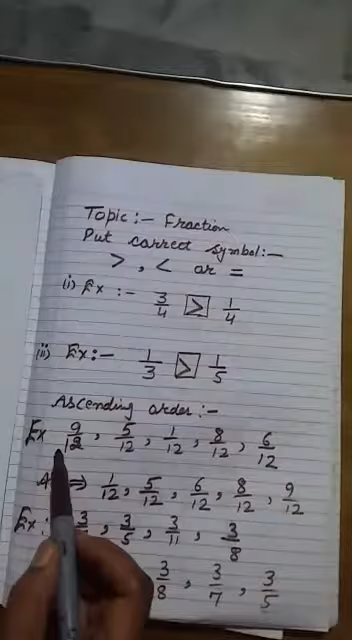 Topic:- Fraction
Put correct symbol:-
> , < or =
(i) Ex :- 3/4 > 1/4
(ii) Ex:- 1/3 > 1/5
Ascending order:-
Ex 9/12, 5/12, 1/12, 8/12, 6/12
⇒ 1/12, 5/12, 6/12, 8/12, 9/12
Ex: 3/5, 3/11, 3/8
3/8, 3/7, 3/5